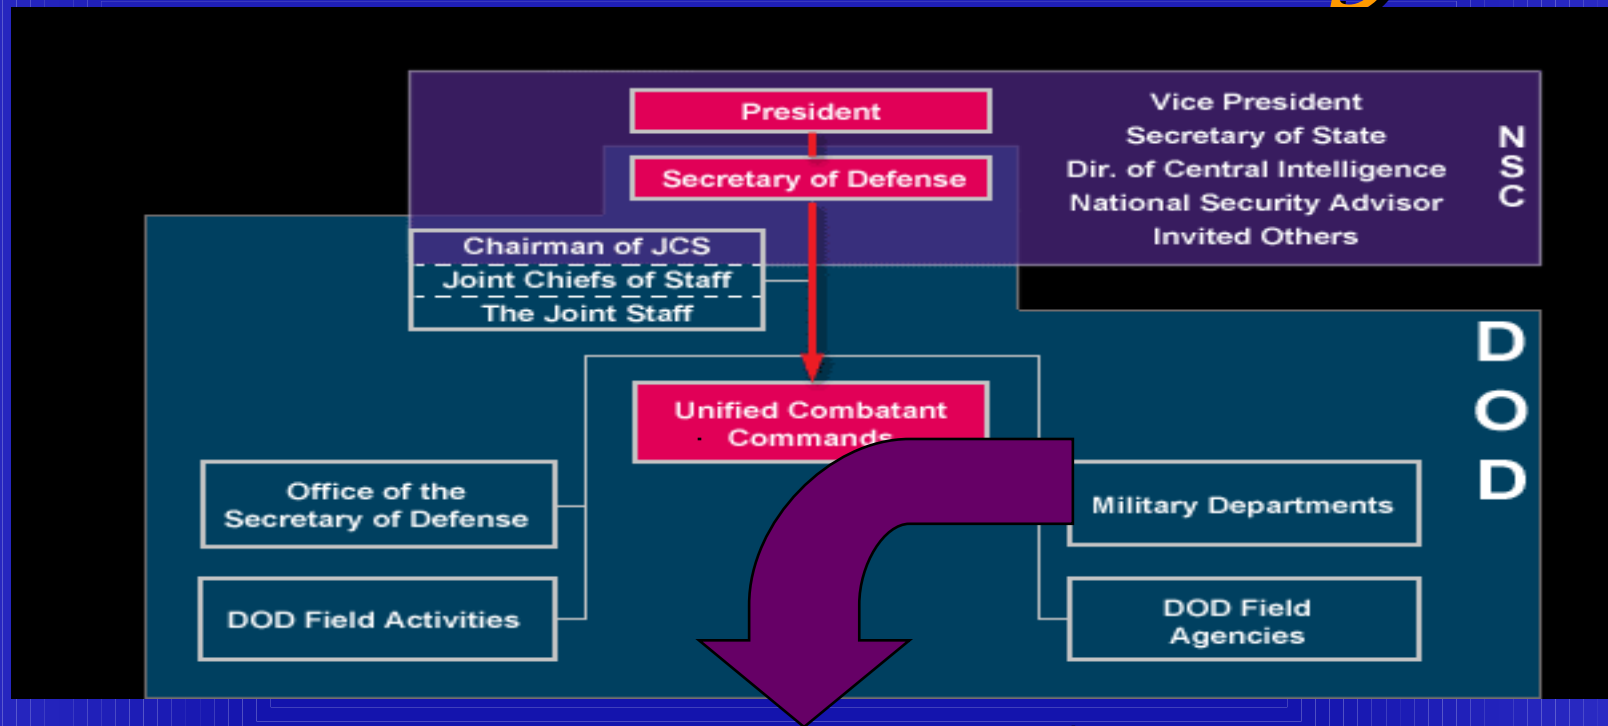 President
Secretary of Defense
Vice President
Secretary of State
Dir. of Central Intelligence
National Security Advisor
Invited Others
NSC
Chairman of JCS
Joint Chiefs of Staff
The Joint Staff
DOD
Unified Combatant
Commands
Office of the
Secretary of Defense
Military Departments
DOD Field Activities
DOD Field
Agencies